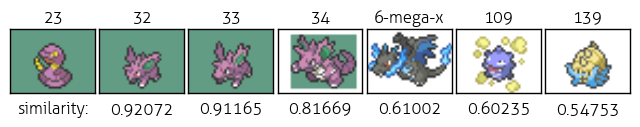 23 32 33 34 6-mega-x 109 139
similarity: 0.92072 0.91165 0.81669 0.61002 0.60235 0.54753